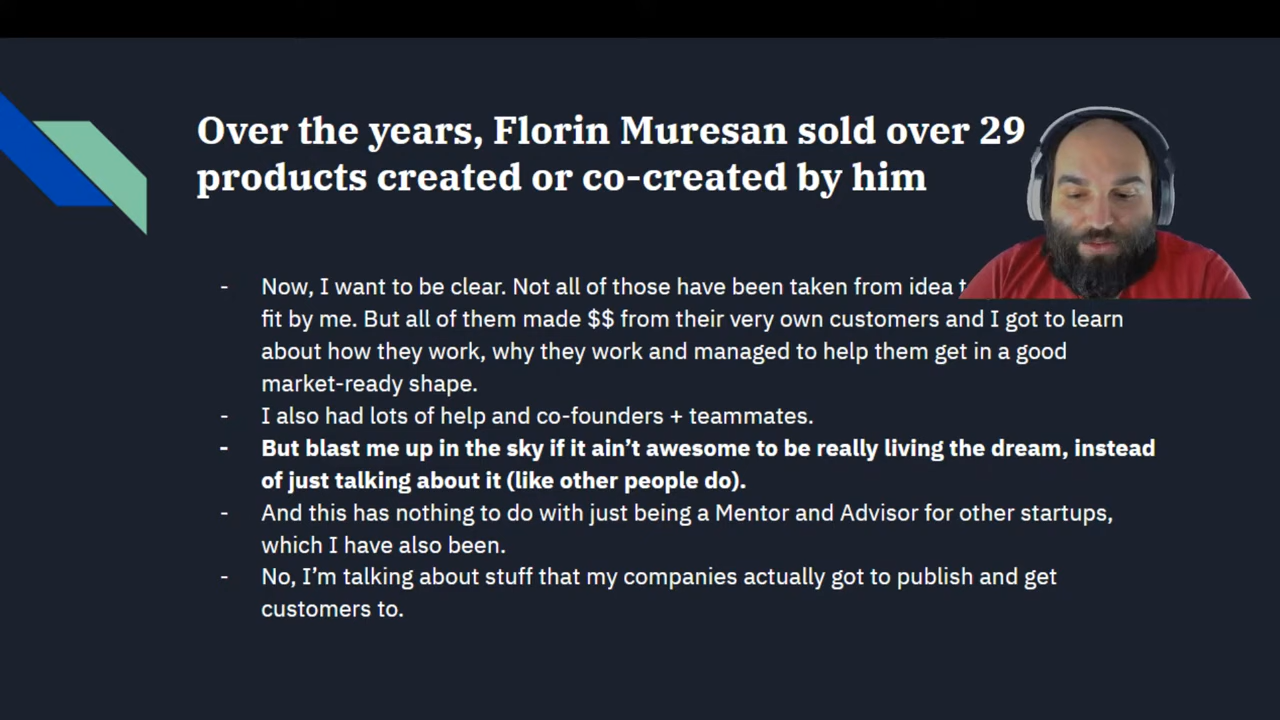 Over the years, Florin Muresan sold over 29
products created or co-created by him
- Now, I want to be clear. Not all of those have been taken from idea
fit by me. But all of them made $$ from their very own customers and I got to learn
about how they work, why they work and managed to help them get in a good
market-ready shape.
- I also had lots of help and co-founders + teammates.
- But blast me up in the sky if it ain’t awesome to be really living the dream, instead
of just talking about it (like other people do).
- And this has nothing to do with just being a Mentor and Advisor for other startups,
which I have also been.
- No, I’m talking about stuff that my companies actually got to publish and get
customers to.